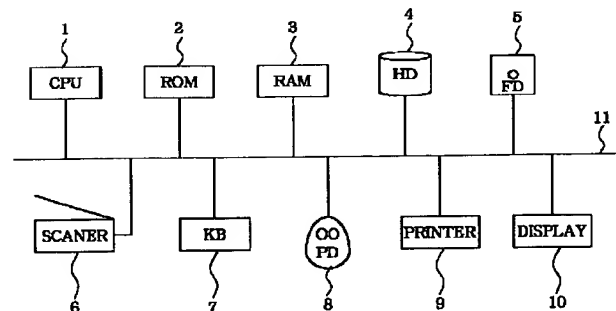 1 2 3 4 5
CPU ROM RAM HD FD
11
SCANER KB PD PRINTER DISPLAY
6 7 8 9 10